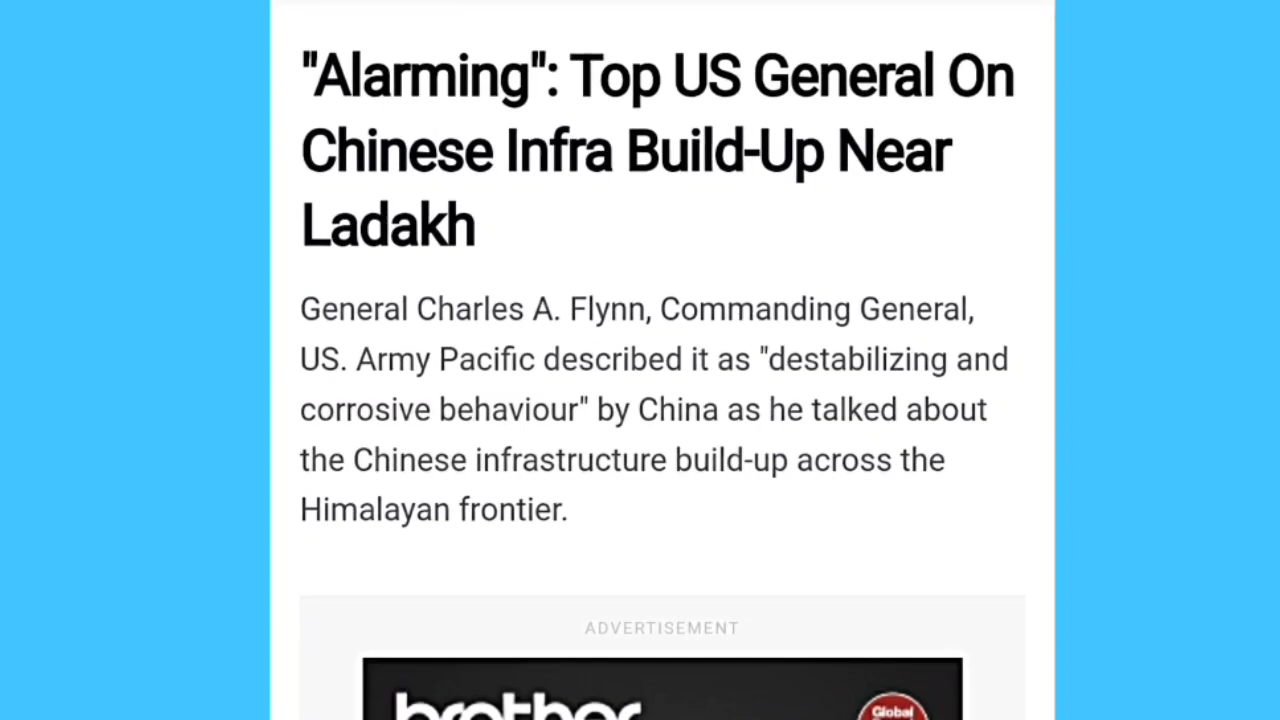 "Alarming": Top US General On
Chinese Infra Build-Up Near
Ladakh
General Charles A. Flynn, Commanding General,
US. Army Pacific described it as "destabilizing and
corrosive behaviour" by China as he talked about
the Chinese infrastructure build-up across the
Himalayan frontier.
ADVERTISEMENT
brother
Global